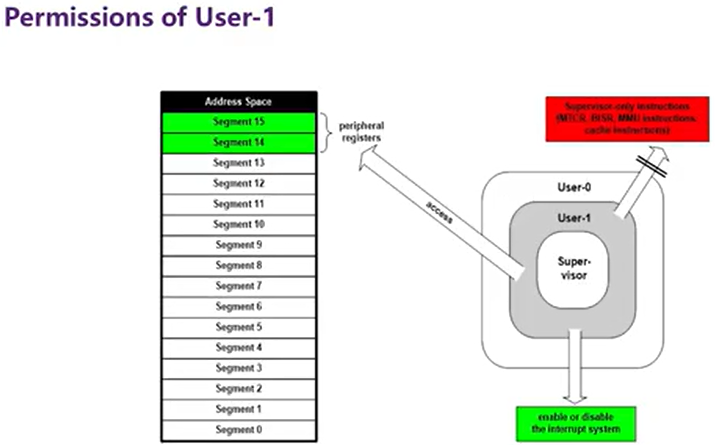 Permissions of User-1
Address Space
Segment 15
Segment 14
Segment 13
Segment 12
Segment 11
Segment 10
Segment 9
Segment 8
Segment 7
Segment 6
Segment 5
Segment 4
Segment 3
Segment 2
Segment 1
Segment 0
peripheral
registers
access
Supervisor-only instructions
(MTCR, BISR, MMU instructions,
cache instructions)
User-0
User-1
Super-
visor
enable or disable
the interrupt system